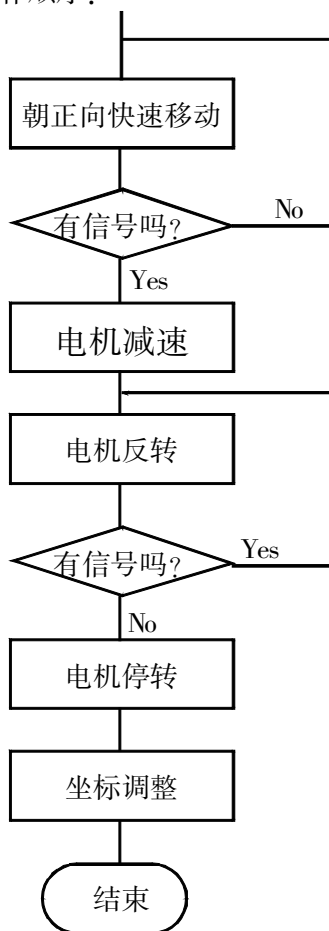 朝正向快速移动
有信号吗?
No
Yes
电机减速
电机反转
有信号吗?
Yes
No
电机停转
坐标调整
结束